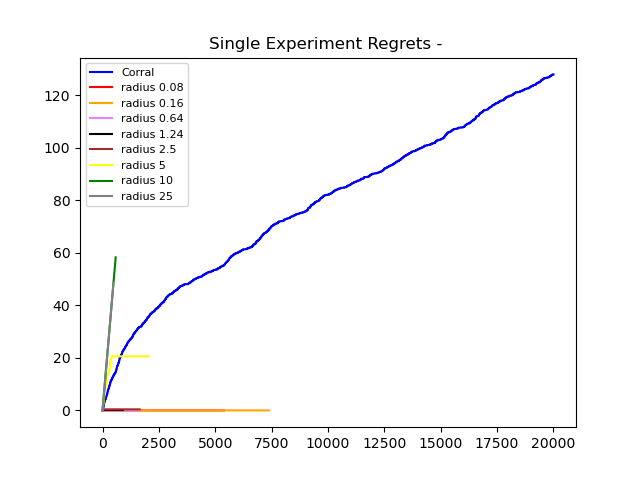 Single Experiment Regrets -
Corral
radius 0.08
radius 0.16
radius 0.64
radius 1.24
radius 2.5
radius 5
radius 10
radius 25
120
100
80
60
40
20
0
0 2500 5000 7500 10000 12500 15000 17500 20000